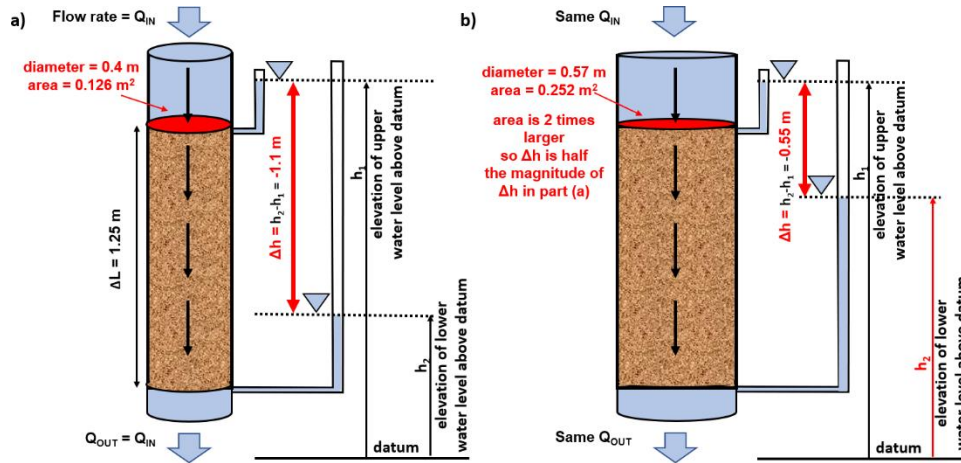 a)
Flow rate = Q_IN
diameter = 0.4 m
area = 0.126 m²
ΔL = 1.25 m
Δh = h₂-h₁ = -1.1 m
h₁
elevation of upper
water level above datum
h₂
elevation of lower
water level above datum
Q_OUT = Q_IN
datum
b)
Same Q_IN
diameter = 0.57 m
area = 0.252 m²
area is 2 times
larger
so Δh is half
the magnitude of
Δh in part (a)
Δh = h₂-h₁ = -0.55 m
h₁
elevation of upper
water level above datum
h₂
elevation of lower
water level above datum
Same Q_OUT
datum